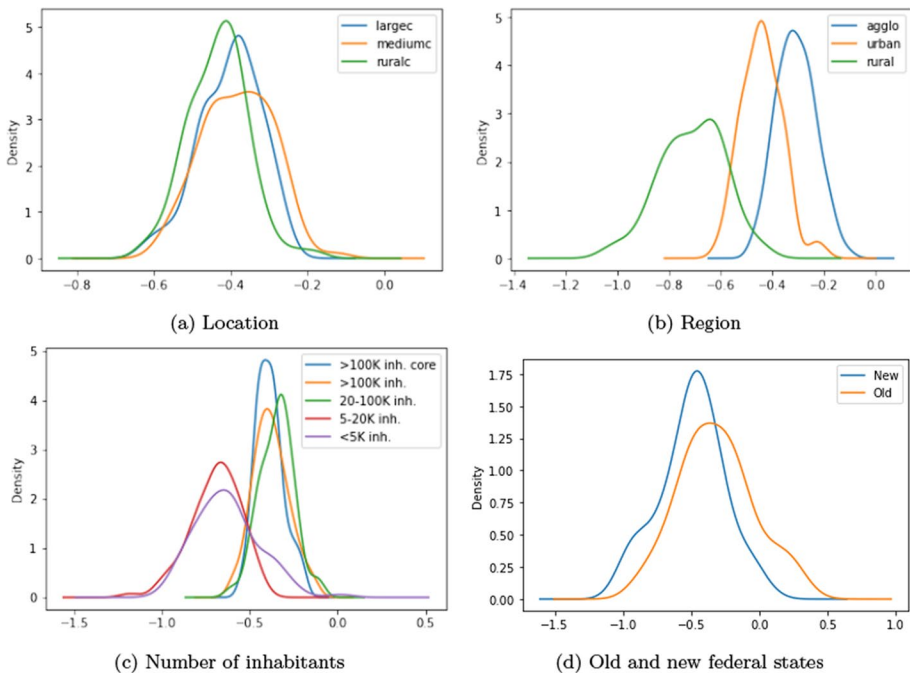 5
4
3
2
1
0
Density
largec
mediumc
ruralc
−0.8
−0.6
−0.4
−0.2
0.0
(a) Location
5
4
3
2
1
0
Density
agglo
urban
rural
−1.4
−1.2
−1.0
−0.8
−0.6
−0.4
−0.2
0.0
(b) Region
5
4
3
2
1
0
Density
>100K inh. core
>100K inh.
20-100K inh.
5-20K inh.
<5K inh.
−1.5
−1.0
−0.5
0.0
0.5
(c) Number of inhabitants
1.75
1.50
1.25
1.00
0.75
0.50
0.25
0.00
Density
New
Old
−1.5
−1.0
−0.5
0.0
0.5
1.0
(d) Old and new federal states